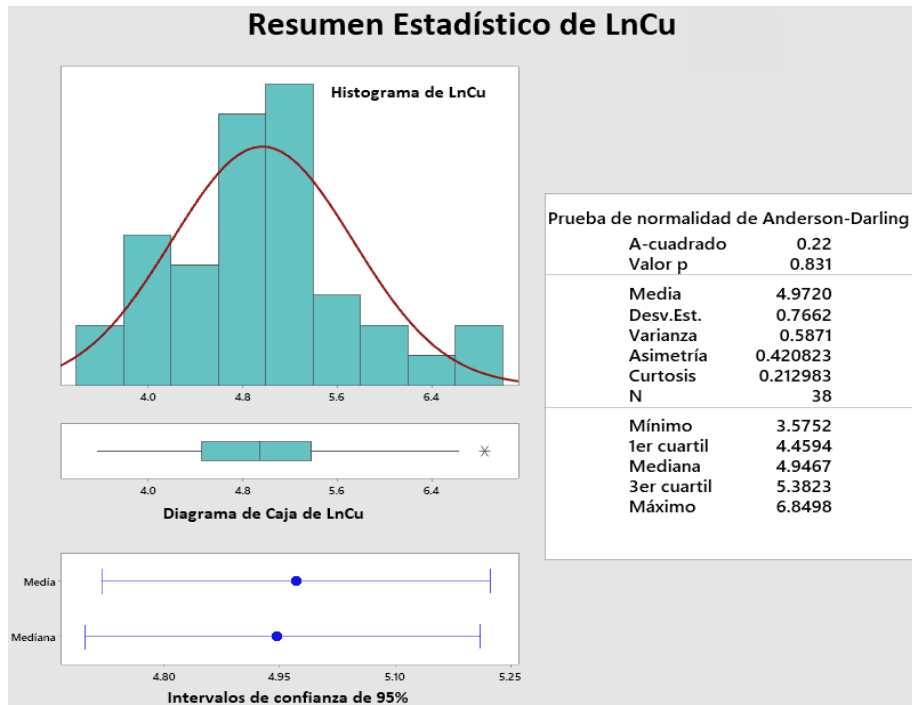 Resumen Estadístico de LnCu
Histograma de LnCu
4.0 4.8 5.6 6.4
4.0 4.8 5.6 6.4
Diagrama de Caja de LnCu
Media
Mediana
4.80 4.95 5.10 5.25
Intervalos de confianza de 95%
Prueba de normalidad de Anderson-Darling
A-cuadrado 0.22
Valor p 0.831
Media 4.9720
Desv.Est. 0.7662
Varianza 0.5871
Asimetría 0.420823
Curtosis 0.212983
N 38
Mínimo 3.5752
1er cuartil 4.4594
Mediana 4.9467
3er cuartil 5.3823
Máximo 6.8498